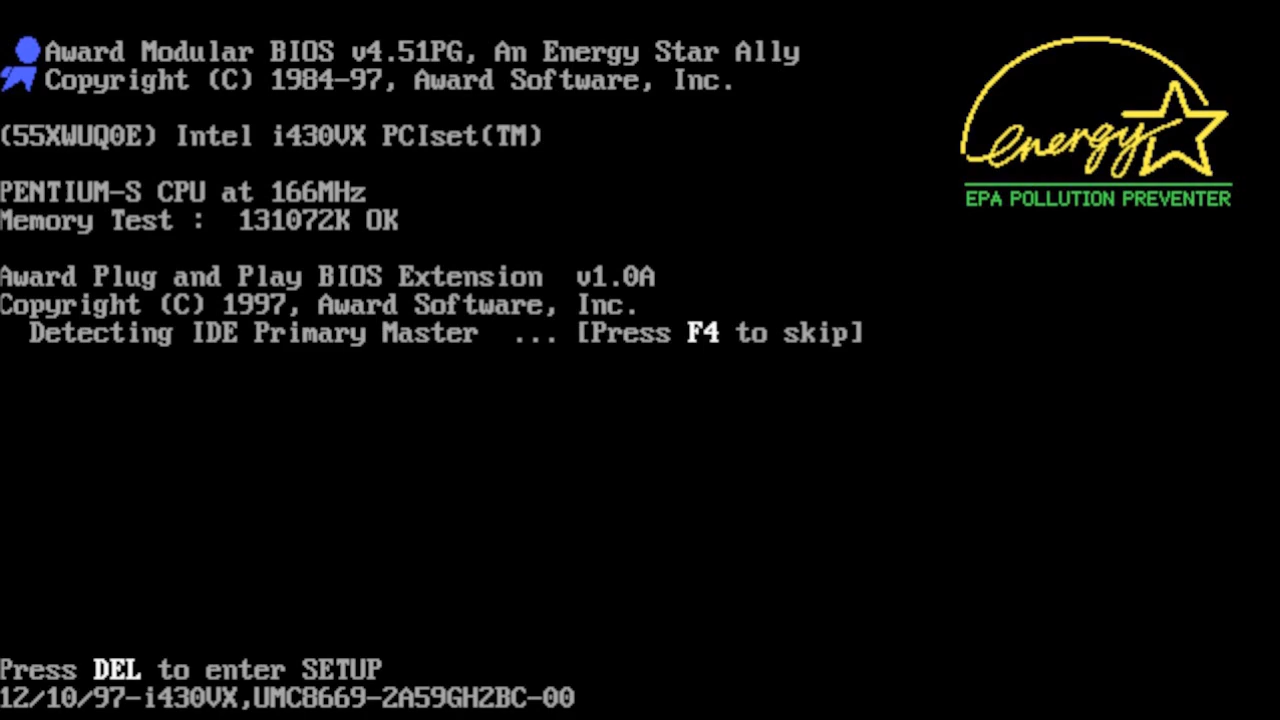 Award Modular BIOS v4.51PG, An Energy Star Ally
Copyright (C) 1984-97, Award Software, Inc.
energy
EPA POLLUTION PREVENTER
(55XWUQ0E) Intel i430VX PCIset(TM)
PENTIUM-S CPU at 166MHz
Memory Test :  131072K OK
Award Plug and Play BIOS Extension  v1.0A
Copyright (C) 1997, Award Software, Inc.
Detecting IDE Primary Master  ... [Press F4 to skip]
Press DEL to enter SETUP
12/10/97-i430VX,UMC8669-2A59GH2BC-00